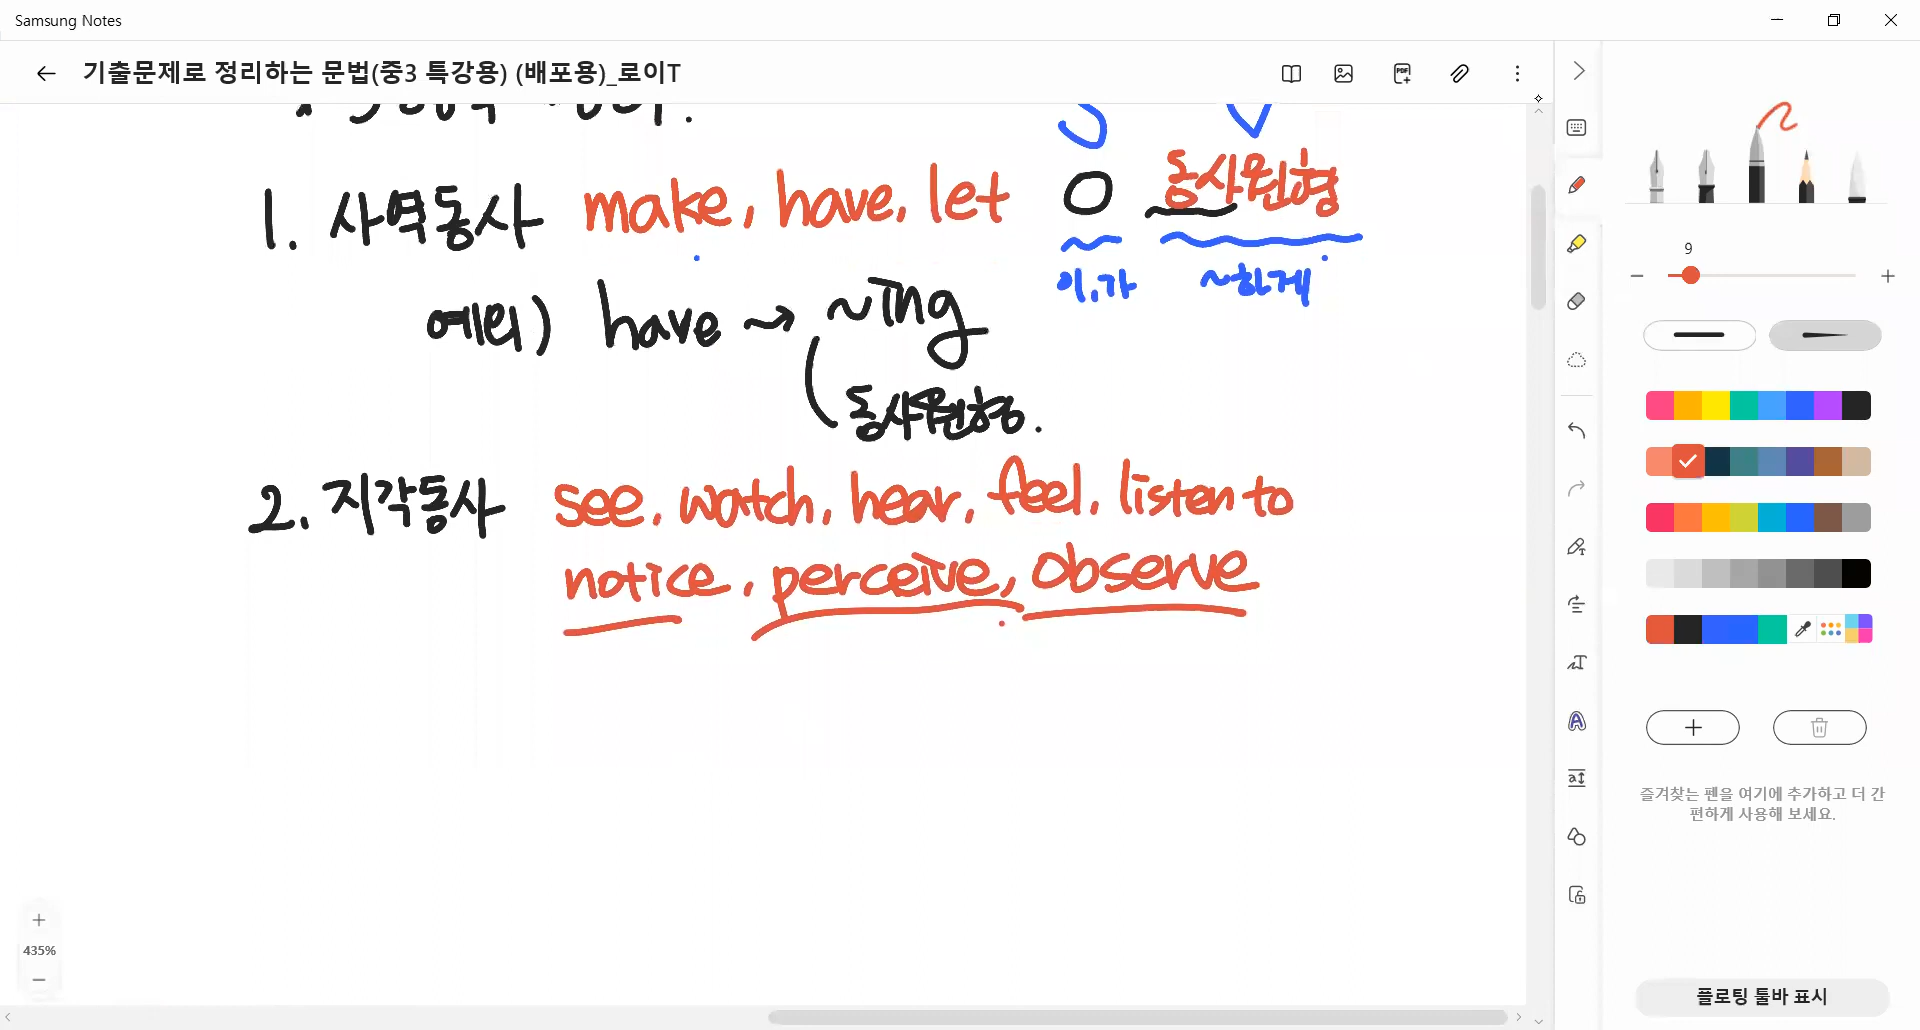 Samsung Notes
기출문제로 정리하는 문법(중3 특강용) (배포용)_로이T
S V
1. 사역동사 make, have, let O 동사원형
이.가 ~하게
예외) have → ~ing
동사원형.
2. 지각동사 see, watch, hear, feel, listen to
notice, perceive, observe
9
즐겨찾는 펜을 여기에 추가하고 더 간
편하게 사용해 보세요.
435%
플로팅 툴바 표시